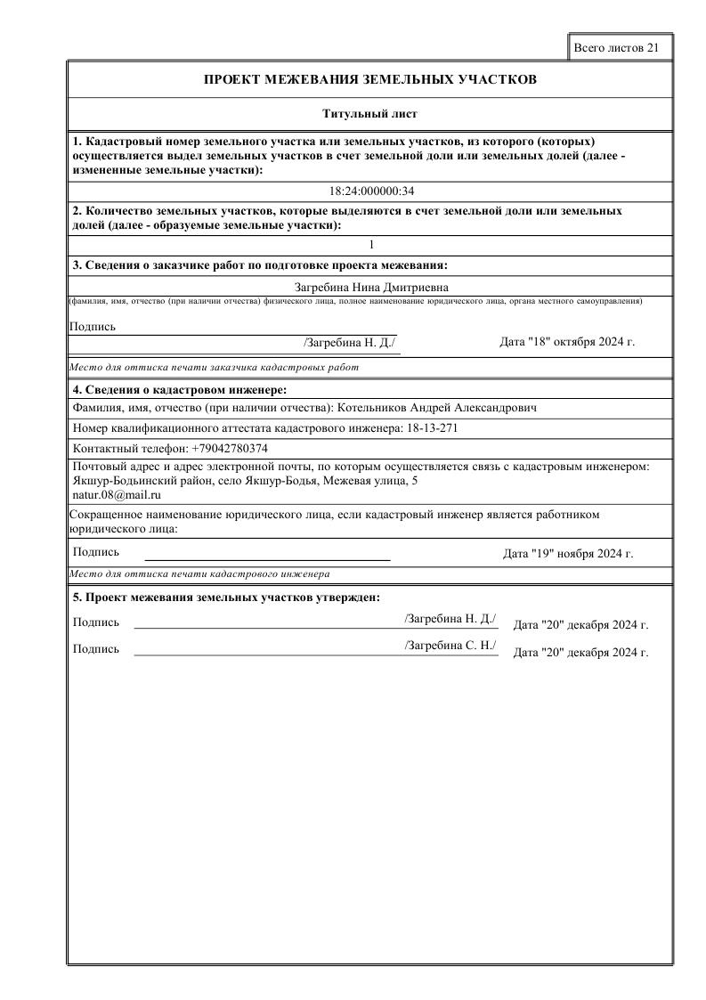 Всего листов 21
ПРОЕКТ МЕЖЕВАНИЯ ЗЕМЕЛЬНЫХ УЧАСТКОВ
Титульный лист
1. Кадастровый номер земельного участка или земельных участков, из которого (которых)
осуществляется выдел земельных участков в счет земельной доли или земельных долей (далее -
измененные земельные участки):
18:24:000000:34
2. Количество земельных участков, которые выделяются в счет земельной доли или земельных
долей (далее - образуемые земельные участки):
1
3. Сведения о заказчике работ по подготовке проекта межевания:
Загребина Нина Дмитриевна
(фамилия, имя, отчество (при наличии отчества) физического лица, полное наименование юридического лица, органа местного самоуправления)
Подпись
/Загребина Н. Д./ Дата "18" октября 2024 г.
Место для оттиска печати заказчика кадастровых работ
4. Сведения о кадастровом инженере:
Фамилия, имя, отчество (при наличии отчества): Котельников Андрей Александрович
Номер квалификационного аттестата кадастрового инженера: 18-13-271
Контактный телефон: +79042780374
Почтовый адрес и адрес электронной почты, по которым осуществляется связь с кадастровым инженером:
Якшур-Бодьинский район, село Якшур-Бодья, Межевая улица, 5
natur.08@mail.ru
Сокращенное наименование юридического лица, если кадастровый инженер является работником
юридического лица:
Подпись Дата "19" ноября 2024 г.
Место для оттиска печати кадастрового инженера
5. Проект межевания земельных участков утвержден:
Подпись /Загребина Н. Д./ Дата "20" декабря 2024 г.
Подпись /Загребина С. Н./ Дата "20" декабря 2024 г.